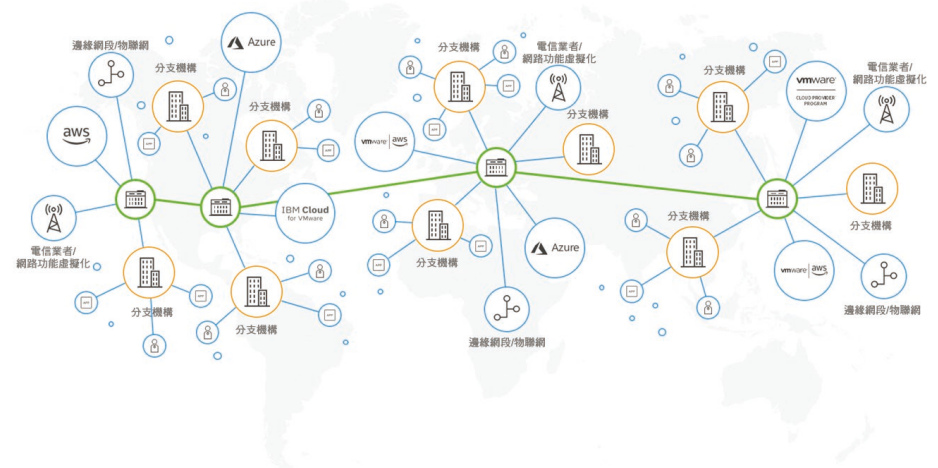 邊緣網段/物聯網
Azure
分支機構
aws
分支機構
電信業者/
網路功能虛擬化
IBM Cloud
for VMware
分支機構
分支機構
分支機構
電信業者/
網路功能虛擬化
分支機構
vmware | aws
分支機構
Azure
邊緣網段/物聯網
分支機構
vmware
CLOUD PROVIDER
PROGRAM
電信業者/
網路功能虛擬化
分支機構
分支機構
vmware | aws
邊緣網段/物聯網